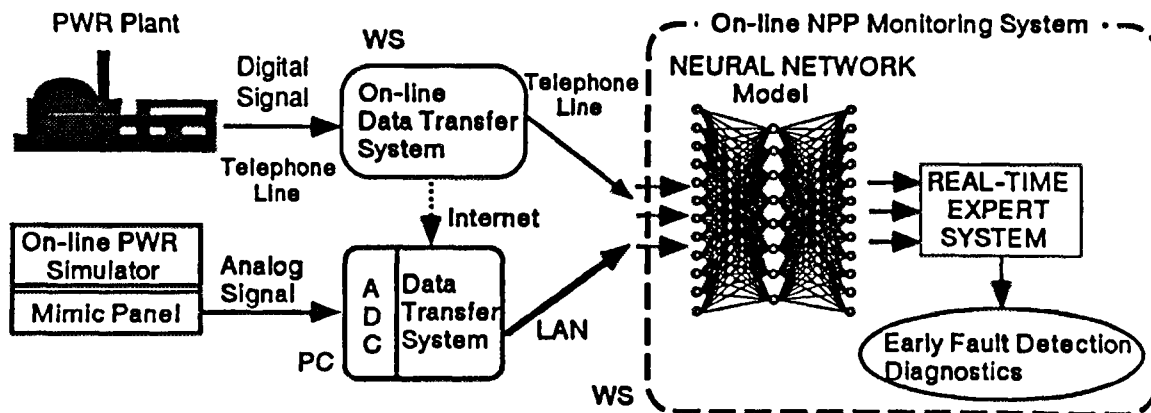 PWR Plant
WS
Digital
Signal
Telephone
Line
On-line
Data Transfer
System
Telephone
Line
Internet
On-line PWR
Simulator
Mimic Panel
Analog
Signal
A
D
C
Data
Transfer
System
PC
LAN
On-line NPP Monitoring System
NEURAL NETWORK
Model
REAL-TIME
EXPERT
SYSTEM
Early Fault Detection
Diagnostics
WS